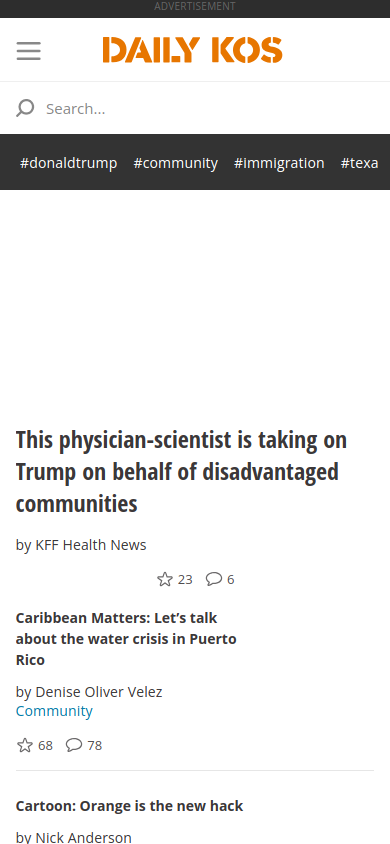 ADVERTISEMENT
DAILY KOS
Search...
#donaldtrump #community #immigration #texa
This physician-scientist is taking on
Trump on behalf of disadvantaged
communities
by KFF Health News
23 6
Caribbean Matters: Let’s talk
about the water crisis in Puerto
Rico
by Denise Oliver Velez
Community
68 78
Cartoon: Orange is the new hack
by Nick Anderson